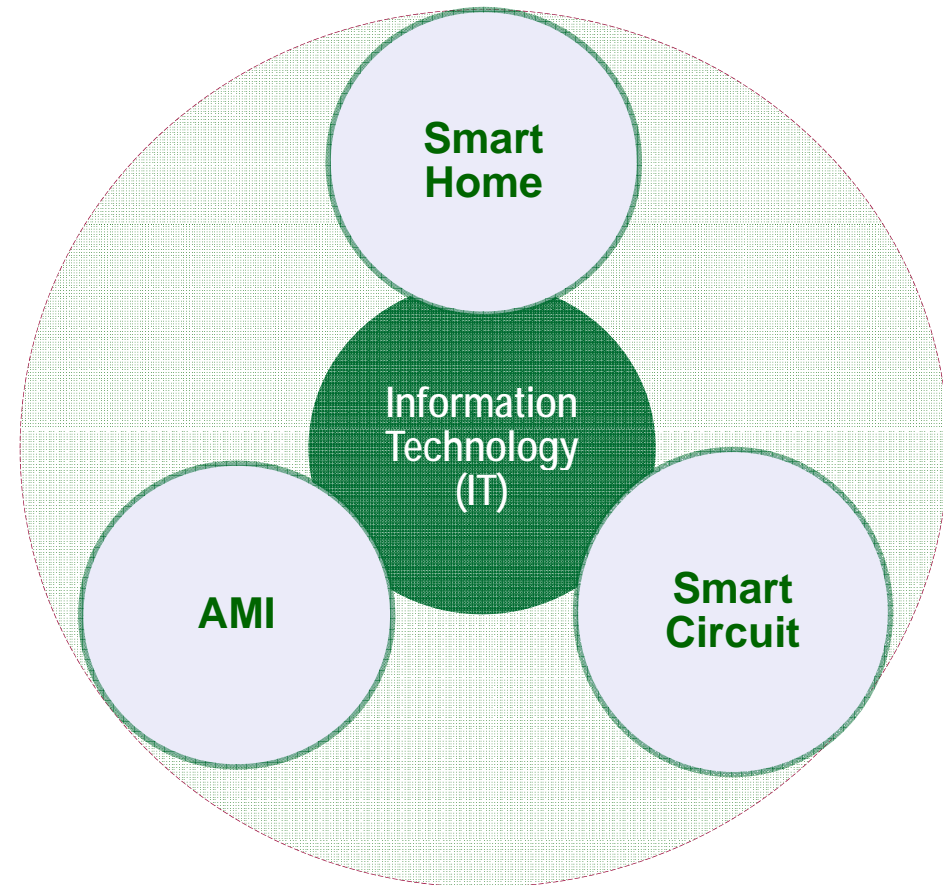 Smart
Home
Information
Technology
(IT)
AMI
Smart
Circuit